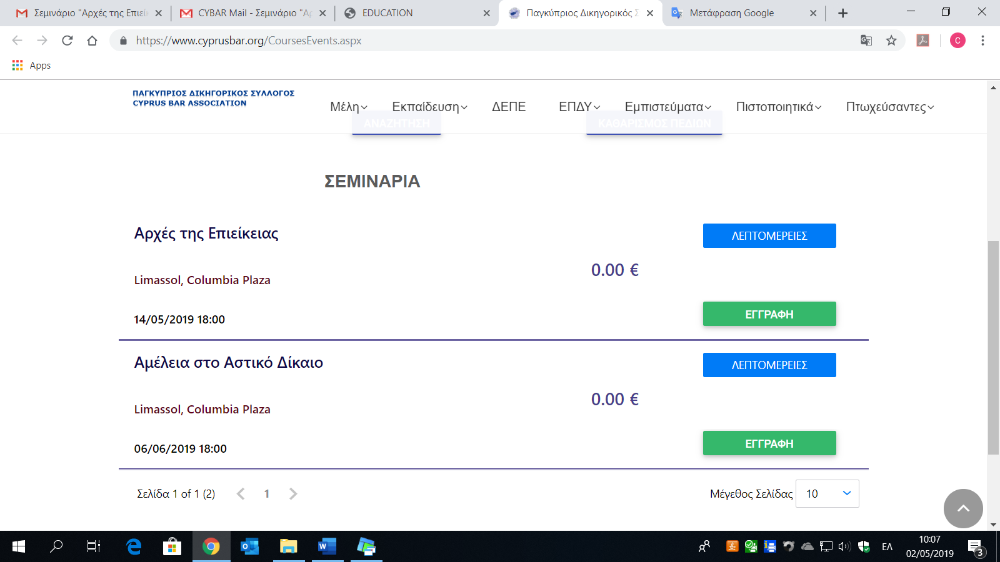 Σεμινάριο "Αρχές της Επιείκ
CYBAR Mail - Σεμινάριο "Αρ
EDUCATION
Παγκύπριος Δικηγορικός Σ
Μετάφραση Google
https://www.cyprusbar.org/CoursesEvents.aspx
C
Apps
ΠΑΓΚΥΠΡΙΟΣ ΔΙΚΗΓΟΡΙΚΟΣ ΣΥΛΛΟΓΟΣ
CYPRUS BAR ASSOCIATION
Μέλη Εκπαίδευση ΔΕΠΕ ΕΠΔΥ Εμπιστεύματα Πιστοποιητικά Πτωχεύσαντες
ΑΝΑΖΗΤΗΣΗ ΚΑΘΑΡΙΣΜΟΣ ΠΕΔΙΩΝ
ΣΕΜΙΝΑΡΙΑ
Αρχές της Επιείκειας
ΛΕΠΤΟΜΕΡΕΙΕΣ
0.00 €
Limassol, Columbia Plaza
ΕΓΓΡΑΦΗ
14/05/2019 18:00
Αμέλεια στο Αστικό Δίκαιο
ΛΕΠΤΟΜΕΡΕΙΕΣ
0.00 €
Limassol, Columbia Plaza
ΕΓΓΡΑΦΗ
06/06/2019 18:00
Σελίδα 1 of 1 (2) 1
Μέγεθος Σελίδας 10
10:07
ΕΛ
02/05/2019
3